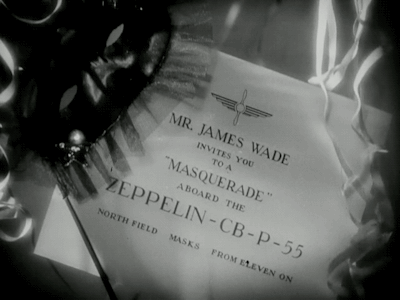 MR. JAMES WADE
INVITES YOU
TO A
"MASQUERADE"
ABOARD THE
ZEPPELIN-CB-P-55
NORTH FIELD MASKS FROM ELEVEN ON